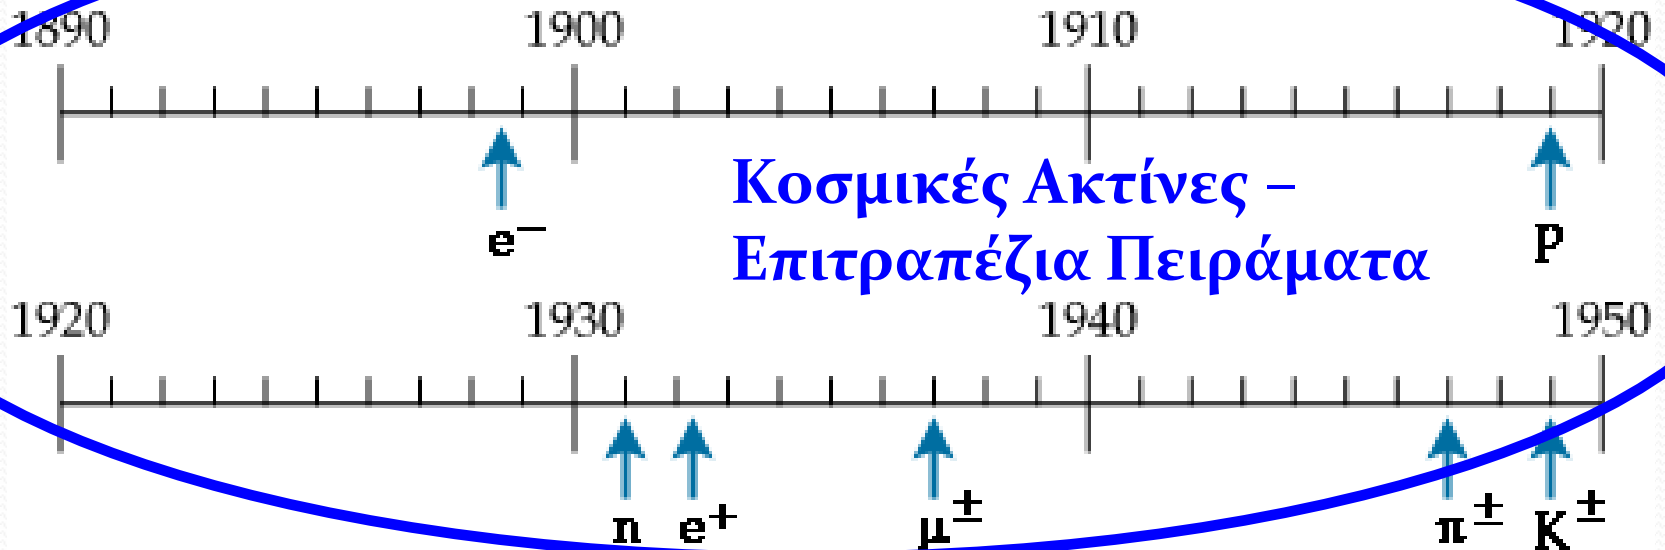 1890 1900 1910 1920
Κοσμικές Ακτίνες –
e⁻ p
Επιτραπέζια Πειράματα
1920 1930 1940 1950
n e⁺ μ± π± K±